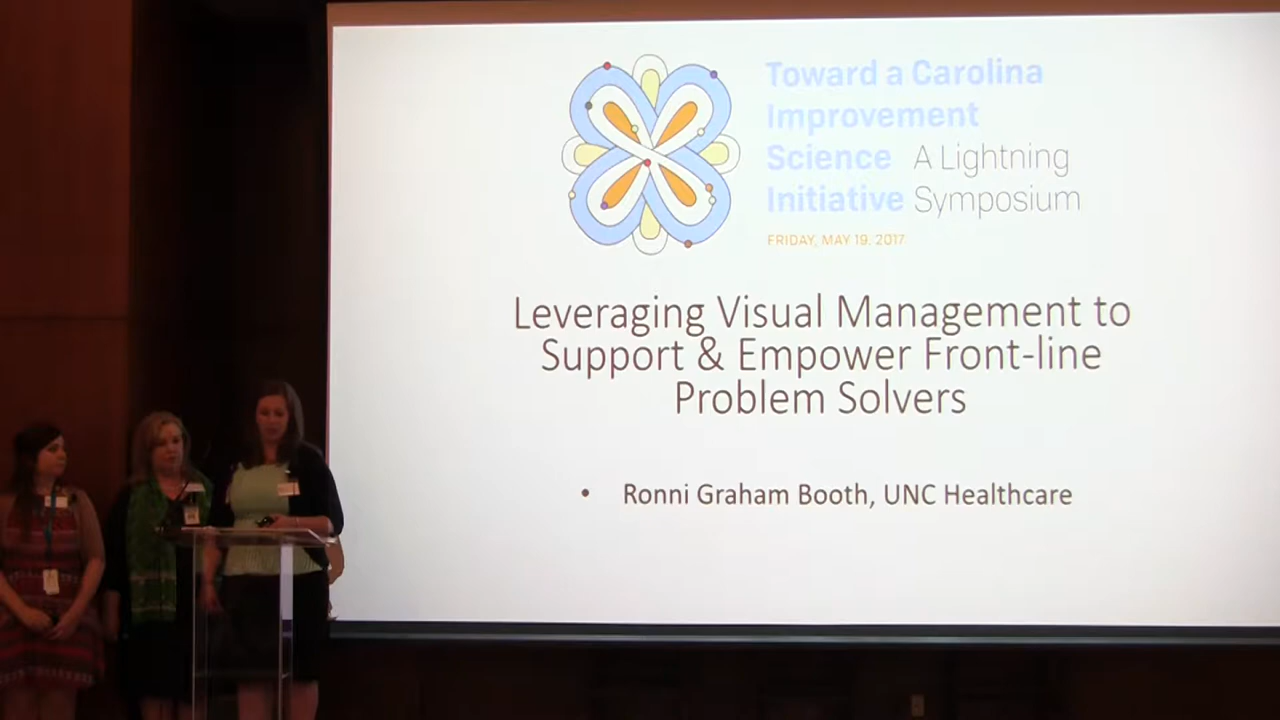 Toward a Carolina
Improvement
Science A Lightning
Initiative Symposium
FRIDAY, MAY 19, 2017
Leveraging Visual Management to
Support & Empower Front-line
Problem Solvers
• Ronni Graham Booth, UNC Healthcare